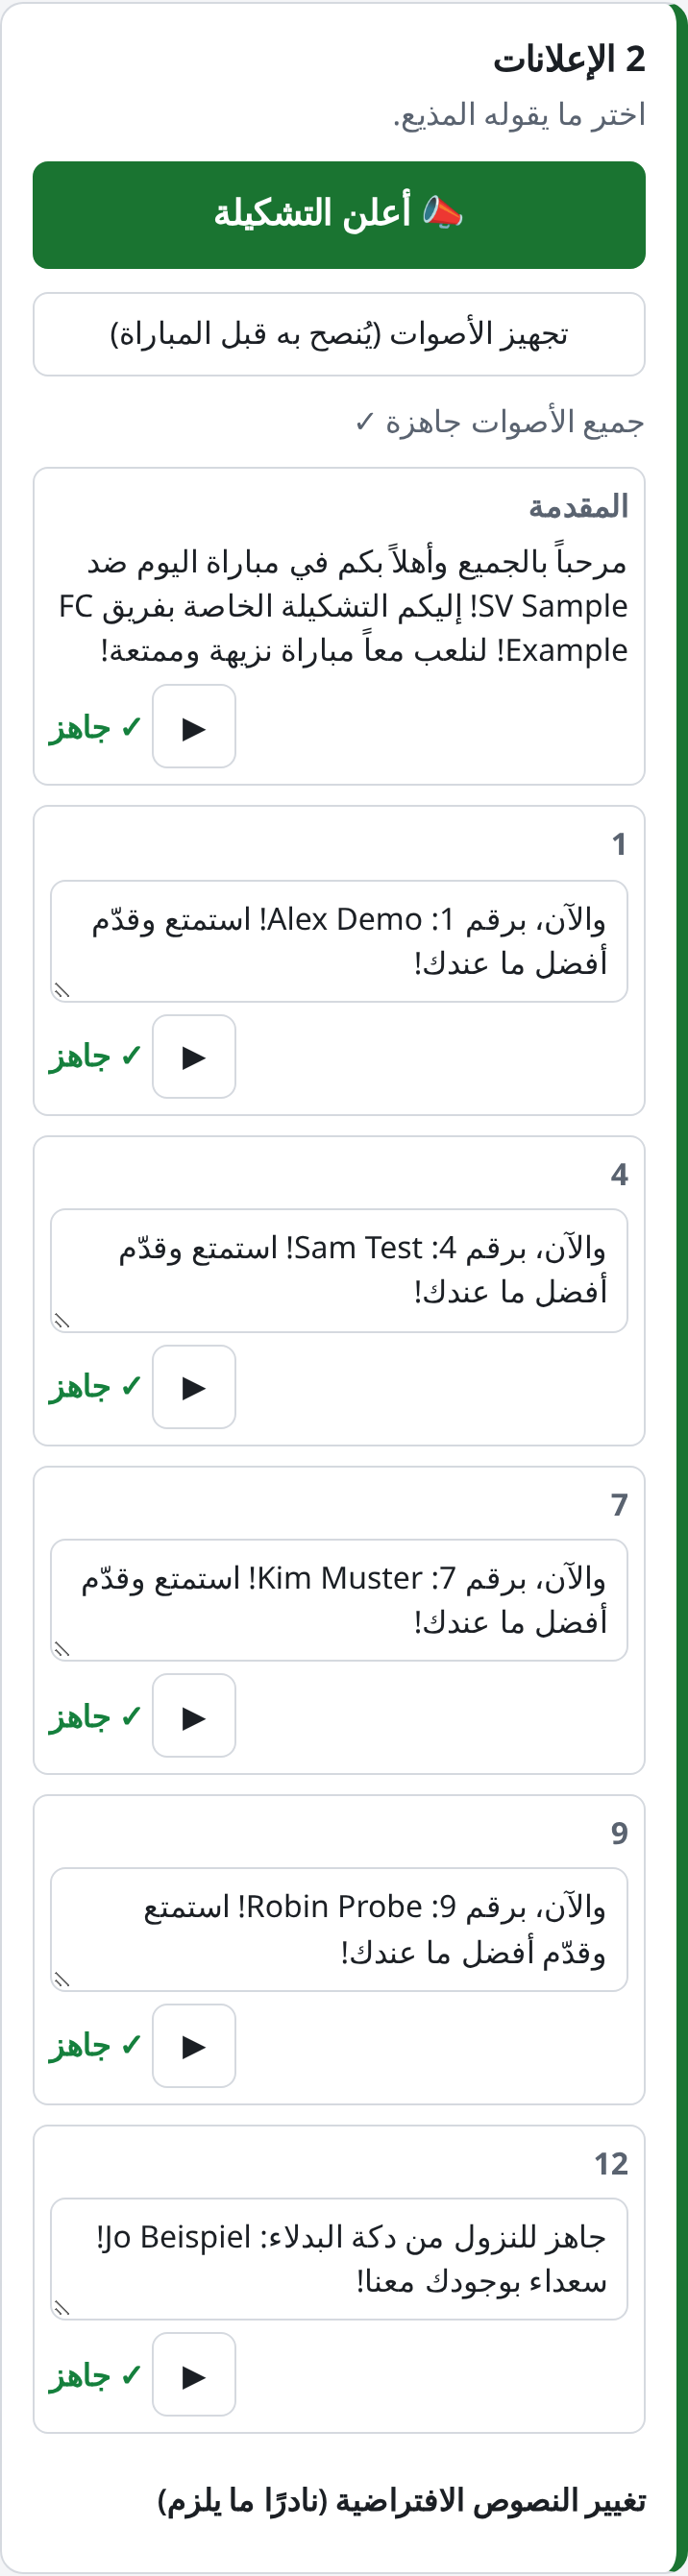 2 الإعلانات
اختر ما يقوله المذيع.
📣 أعلن التشكيلة
تجهيز الأصوات (يُنصح به قبل المباراة)
جميع الأصوات جاهزة ✓
المقدمة
مرحباً بالجميع وأهلاً بكم في مباراة اليوم ضد
SV Sample! إليكم التشكيلة الخاصة بفريق FC
Example! لنلعب معاً مباراة نزيهة وممتعة!
▶ ✓ جاهز
1
والآن، برقم 1: Alex Demo! استمتع وقدّم
أفضل ما عندك!
▶ ✓ جاهز
4
والآن، برقم 4: Sam Test! استمتع وقدّم
أفضل ما عندك!
▶ ✓ جاهز
7
والآن، برقم 7: Kim Muster! استمتع وقدّم
أفضل ما عندك!
▶ ✓ جاهز
9
والآن، برقم 9: Robin Probe! استمتع
وقدّم أفضل ما عندك!
▶ ✓ جاهز
12
جاهز للنزول من دكة البدلاء: Jo Beispiel!
سعداء بوجودك معنا!
▶ ✓ جاهز
تغيير النصوص الافتراضية (نادرًا ما يلزم)